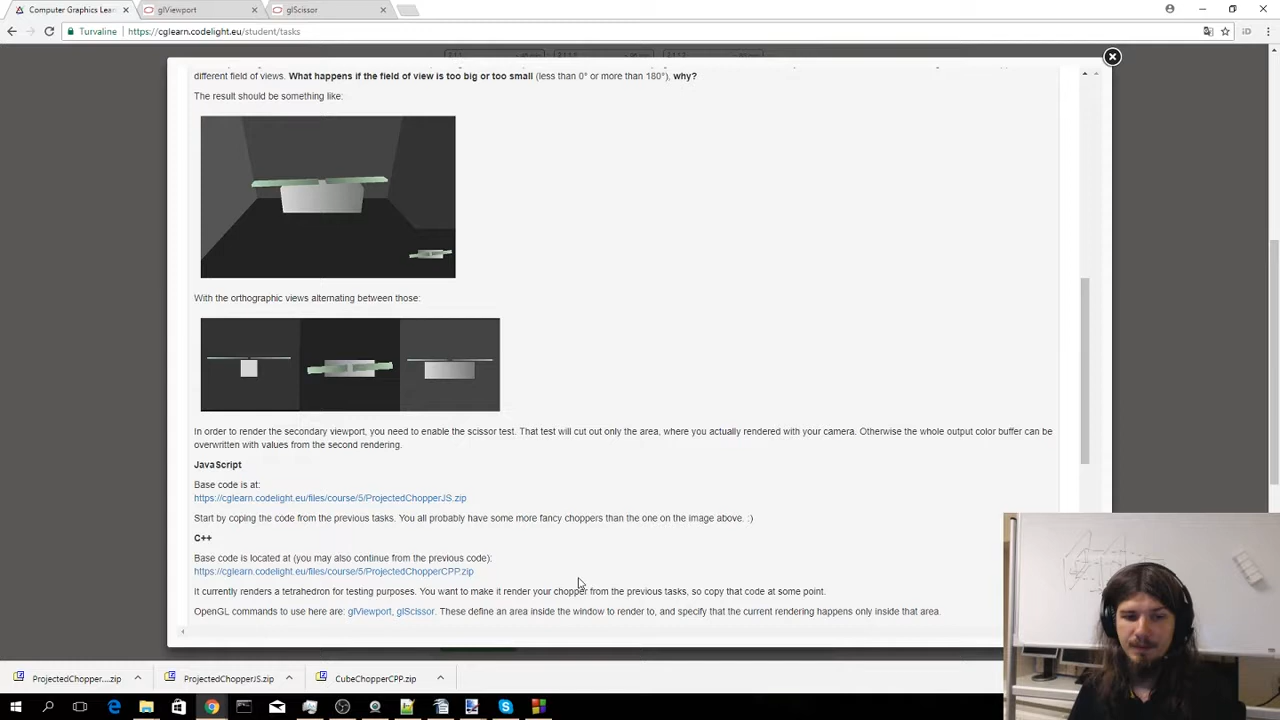 Computer Graphics Learn
glViewport
glScissor
Turvaline
https://cglearn.codelight.eu/student/tasks
different field of views. What happens if the field of view is too big or too small (less than 0° or more than 180°), why?
The result should be something like:
With the orthographic views alternating between those:
In order to render the secondary viewport, you need to enable the scissor test. That test will cut out only the area, where you actually rendered with your camera. Otherwise the whole output color buffer can be
overwritten with values from the second rendering.
JavaScript
Base code is at:
https://cglearn.codelight.eu/files/course/5/ProjectedChopperJS.zip
Start by coping the code from the previous tasks. You all probably have some more fancy choppers than the one on the image above. :)
C++
Base code is located at (you may also continue from the previous code):
https://cglearn.codelight.eu/files/course/5/ProjectedChopperCPP.zip
It currently renders a tetrahedron for testing purposes. You want to make it render your chopper from the previous tasks, so copy that code at some point.
OpenGL commands to use here are: glViewport, glScissor. These define an area inside the window to render to, and specify that the current rendering happens only inside that area.
ProjectedChopper....zip
ProjectedChopperJS.zip
CubeChopperCPP.zip